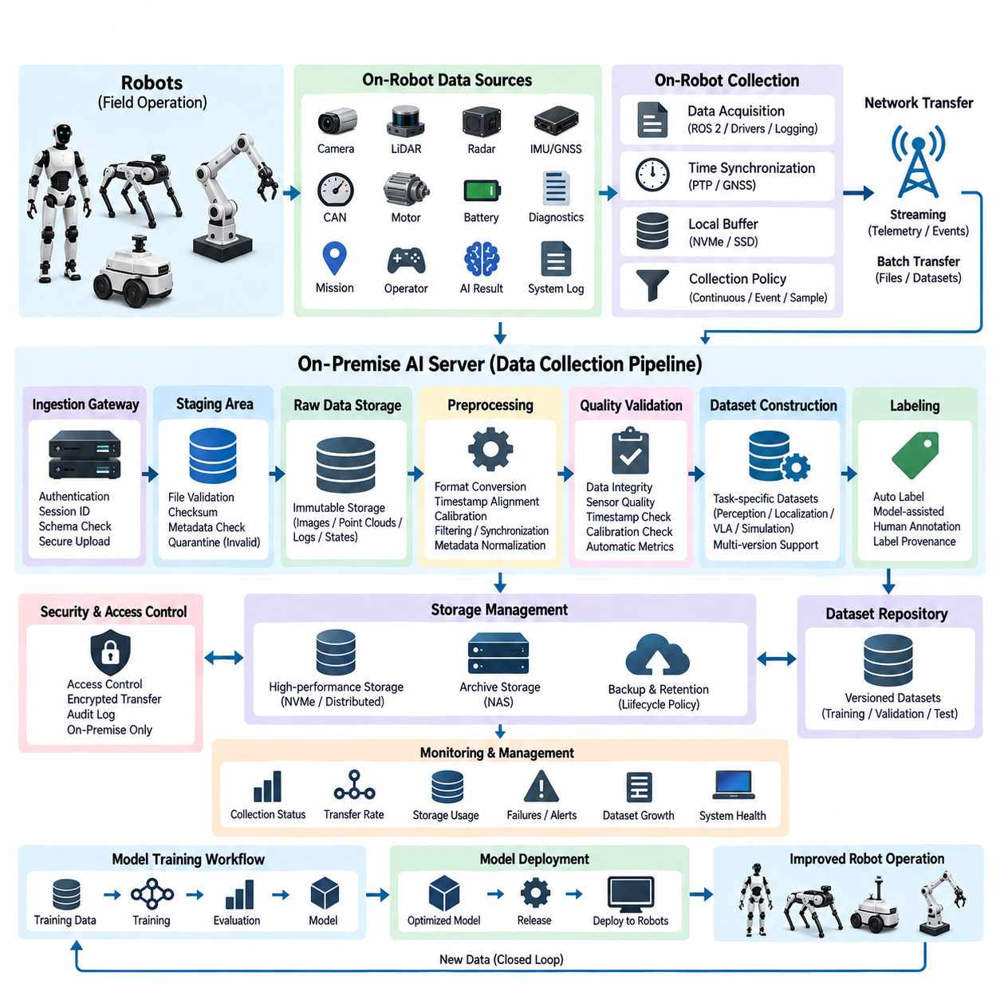 Robots
(Field Operation)
On-Robot Data Sources
Camera
LiDAR
Radar
IMU/GNSS
CAN
Motor
Battery
Diagnostics
Mission
Operator
AI Result
System Log
On-Robot Collection
Data Acquisition
(ROS 2 / Drivers / Logging)
Time Synchronization
(PTP / GNSS)
Local Buffer
(NVMe / SSD)
Collection Policy
(Continuous / Event / Sample)
Network Transfer
Streaming
(Telemetry / Events)
Batch Transfer
(Files / Datasets)
On-Premise AI Server (Data Collection Pipeline)
Ingestion Gateway
Authentication
Session ID
Schema Check
Secure Upload
Staging Area
File Validation
Checksum
Metadata Check
Quarantine (Invalid)
Raw Data Storage
Immutable Storage
(Images / Point Clouds /
Logs / States)
Preprocessing
Format Conversion
Timestamp Alignment
Calibration
Filtering / Synchronization
Metadata Normalization
Quality Validation
Data Integrity
Sensor Quality
Timestamp Check
Calibration Check
Automatic Metrics
Dataset Construction
Task-specific Datasets
(Perception / Localization /
VLA / Simulation)
Multi-version Support
Labeling
Auto Label
Model-assisted
Human Annotation
Label Provenance
Security & Access Control
Access Control
Encrypted Transfer
Audit Log
On-Premise Only
Storage Management
High-performance Storage
(NVMe / Distributed)
Archive Storage
(NAS)
Backup & Retention
(Liifecycle Policy)
Dataset Repository
Versioned Datasets
(Training / Validation / Test)
Monitoring & Management
Collection Status
Transfer Rate
Storage Usage
Failures / Alerts
Dataset Growth
System Health
Model Training Workflow
Training Data
Training
Evaluation
Model
Model Deployment
Optimized Model
Release
Deploy to Robots
Improved Robot Operation
New Data (Closed Loop)